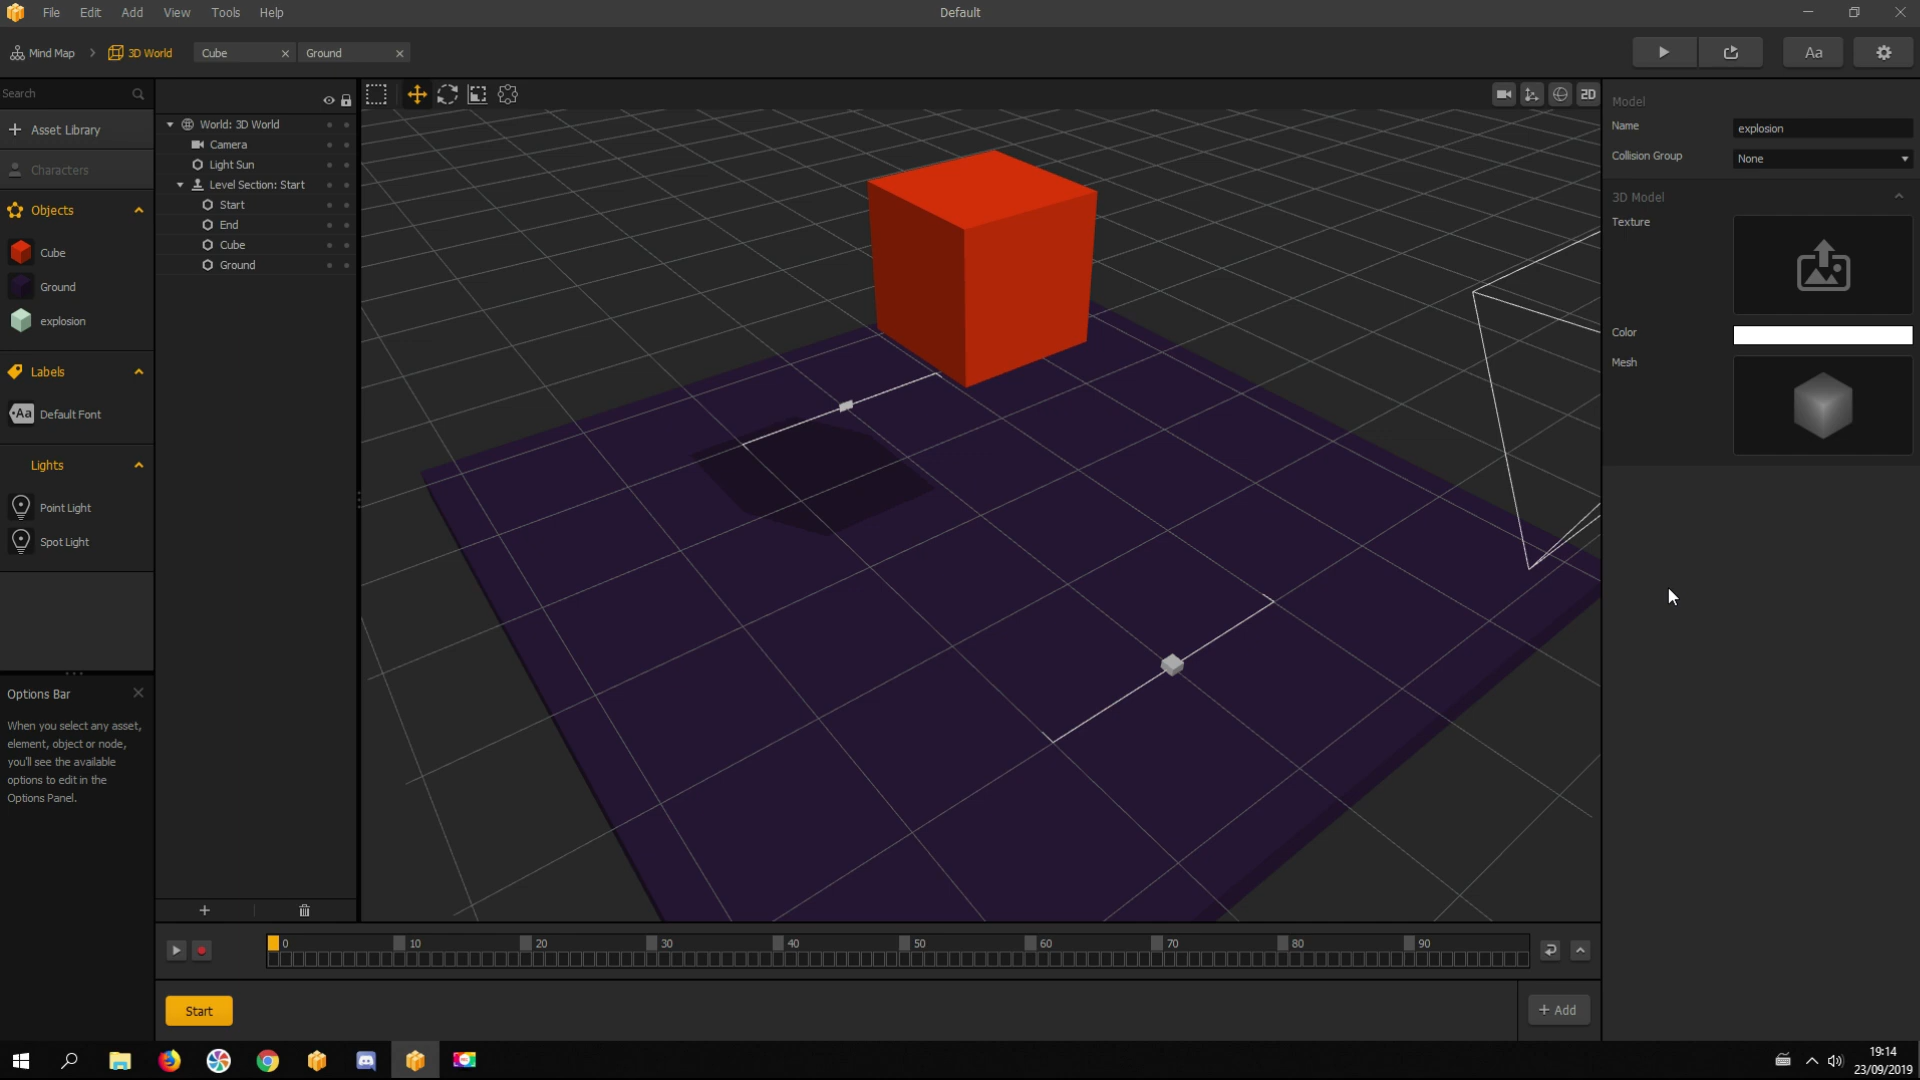 File Edit Add View Tools Help
Default
Mind Map 3D World Cube Ground
Aa
Search
Asset Library
Characters
Objects
Cube
Ground
explosion
Labels
Aa Default Font
Lights
Point Light
Spot Light
Options Bar
When you select any asset,
element, object or node,
you'll see the available
options to edit in the
Options Panel.
World: 3D World
Camera
Light Sun
Level Section: Start
Start
End
Cube
Ground
2D
Model
Name explosion
Collision Group None
3D Model
Texture
Color
Mesh
0 10 20 30 40 50 60 70 80 90
Start
+ Add
19:14
23/09/2019